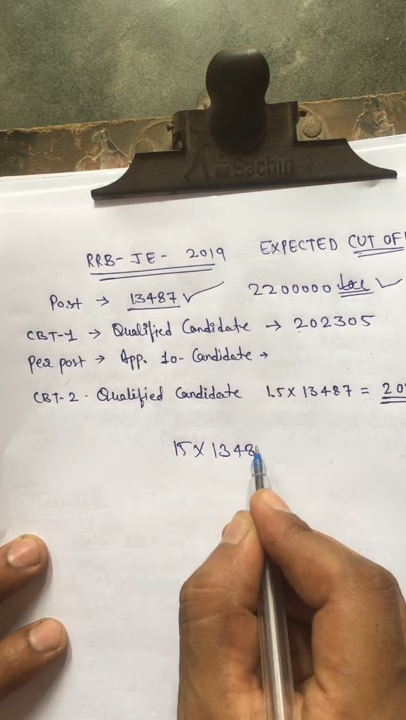 Sachin
RRB- JE - 2019 EXPECTED CUT OF
Post → 13487 ✓ 2200000 ✓
CBT-1 → Qualified Candidate → 202305
Per post → App. 10- Candidate →
CBT-2 - Qualified Candidate 1.5 X 13487 = 20
15 X 1348